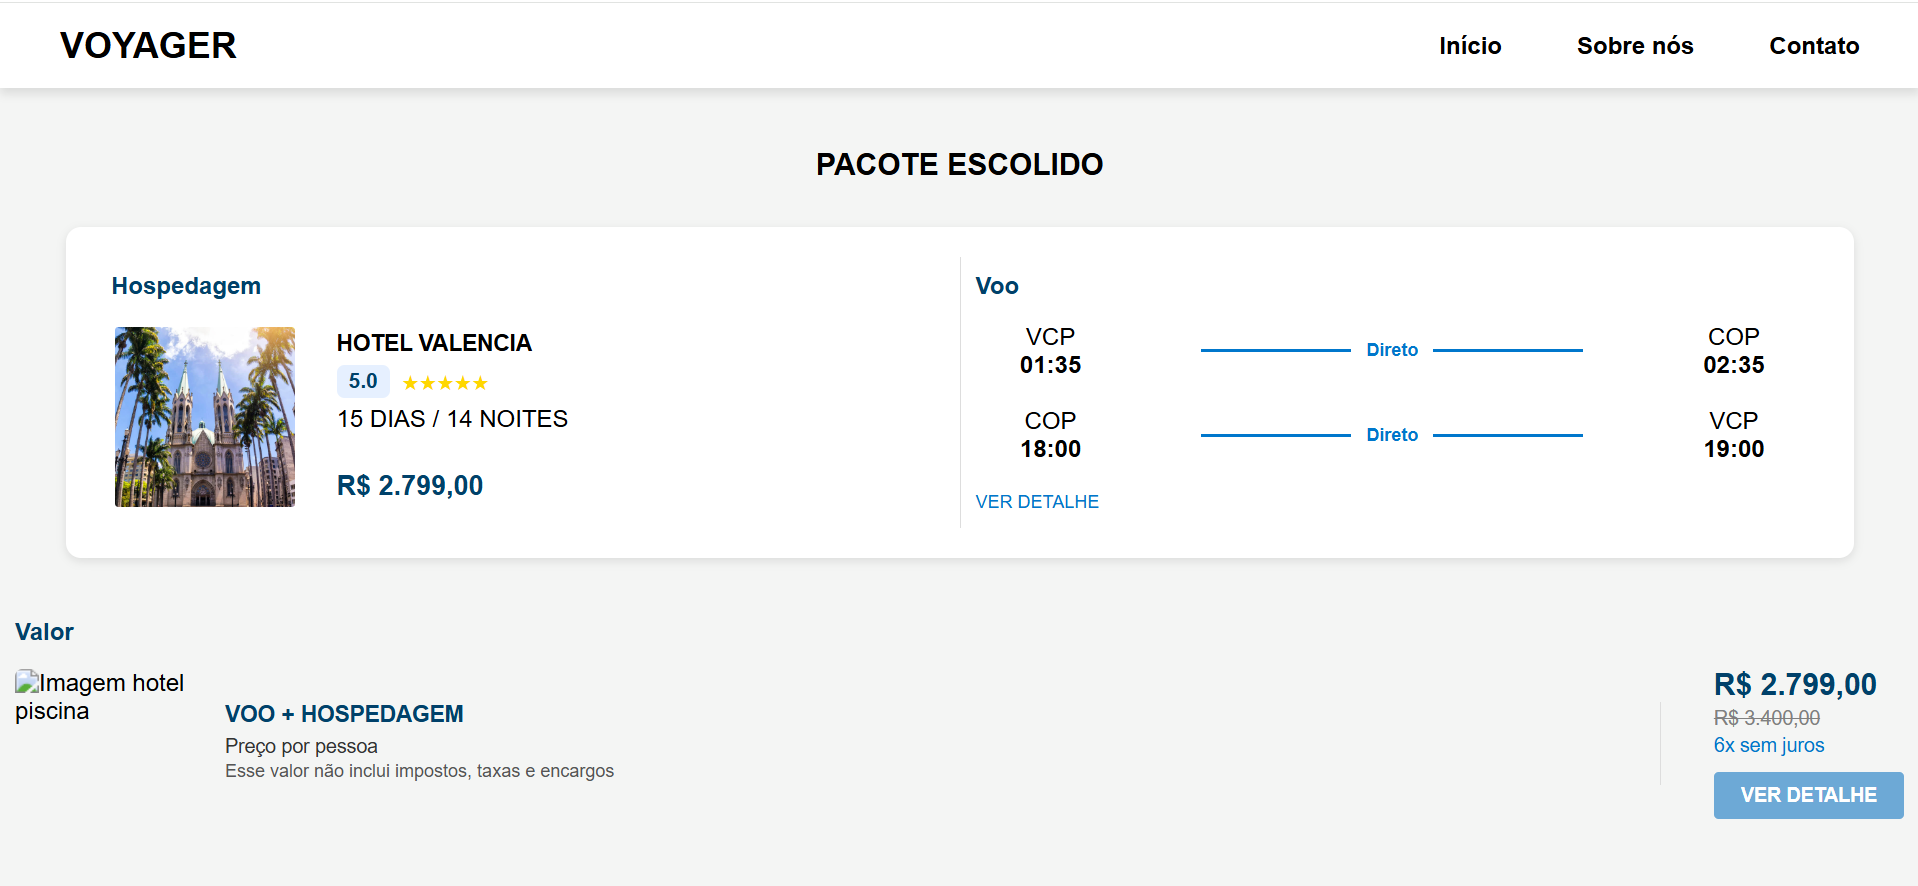 VOYAGER
Início
Sobre nós
Contato
PACOTE ESCOLIDO
Hospedagem
HOTEL VALENCIA
5.0 ★★★★★
15 DIAS / 14 NOITES
R$ 2.799,00
Voo
VCP
01:35
Direto
COP
02:35
COP
18:00
Direto
VCP
19:00
VER DETALHE
Valor
Imagem hotel
piscina
VOO + HOSPEDAGEM
Preço por pessoa
Esse valor não inclui impostos, taxas e encargos
R$ 2.799,00
R$ 3.400,00
6x sem juros
VER DETALHE